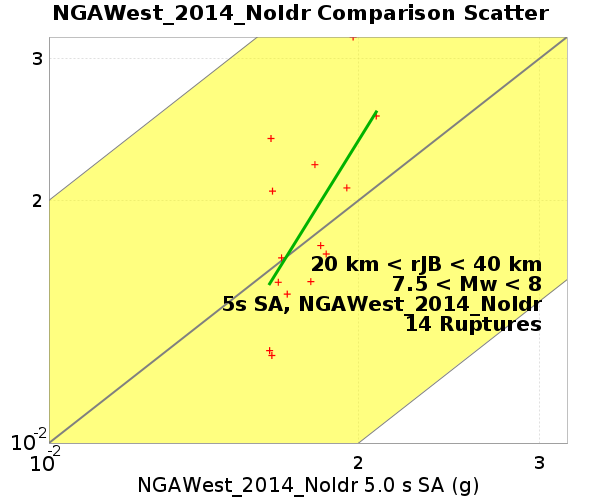 NGAWest_2014_NoIdr Comparison Scatter
3
2
20 km < rJB < 40 km
7.5 < Mw < 8
5s SA, NGAWest_2014_NoIdr
14 Ruptures
10-2
10-2
2
3
NGAWest_2014_NoIdr 5.0 s SA (g)